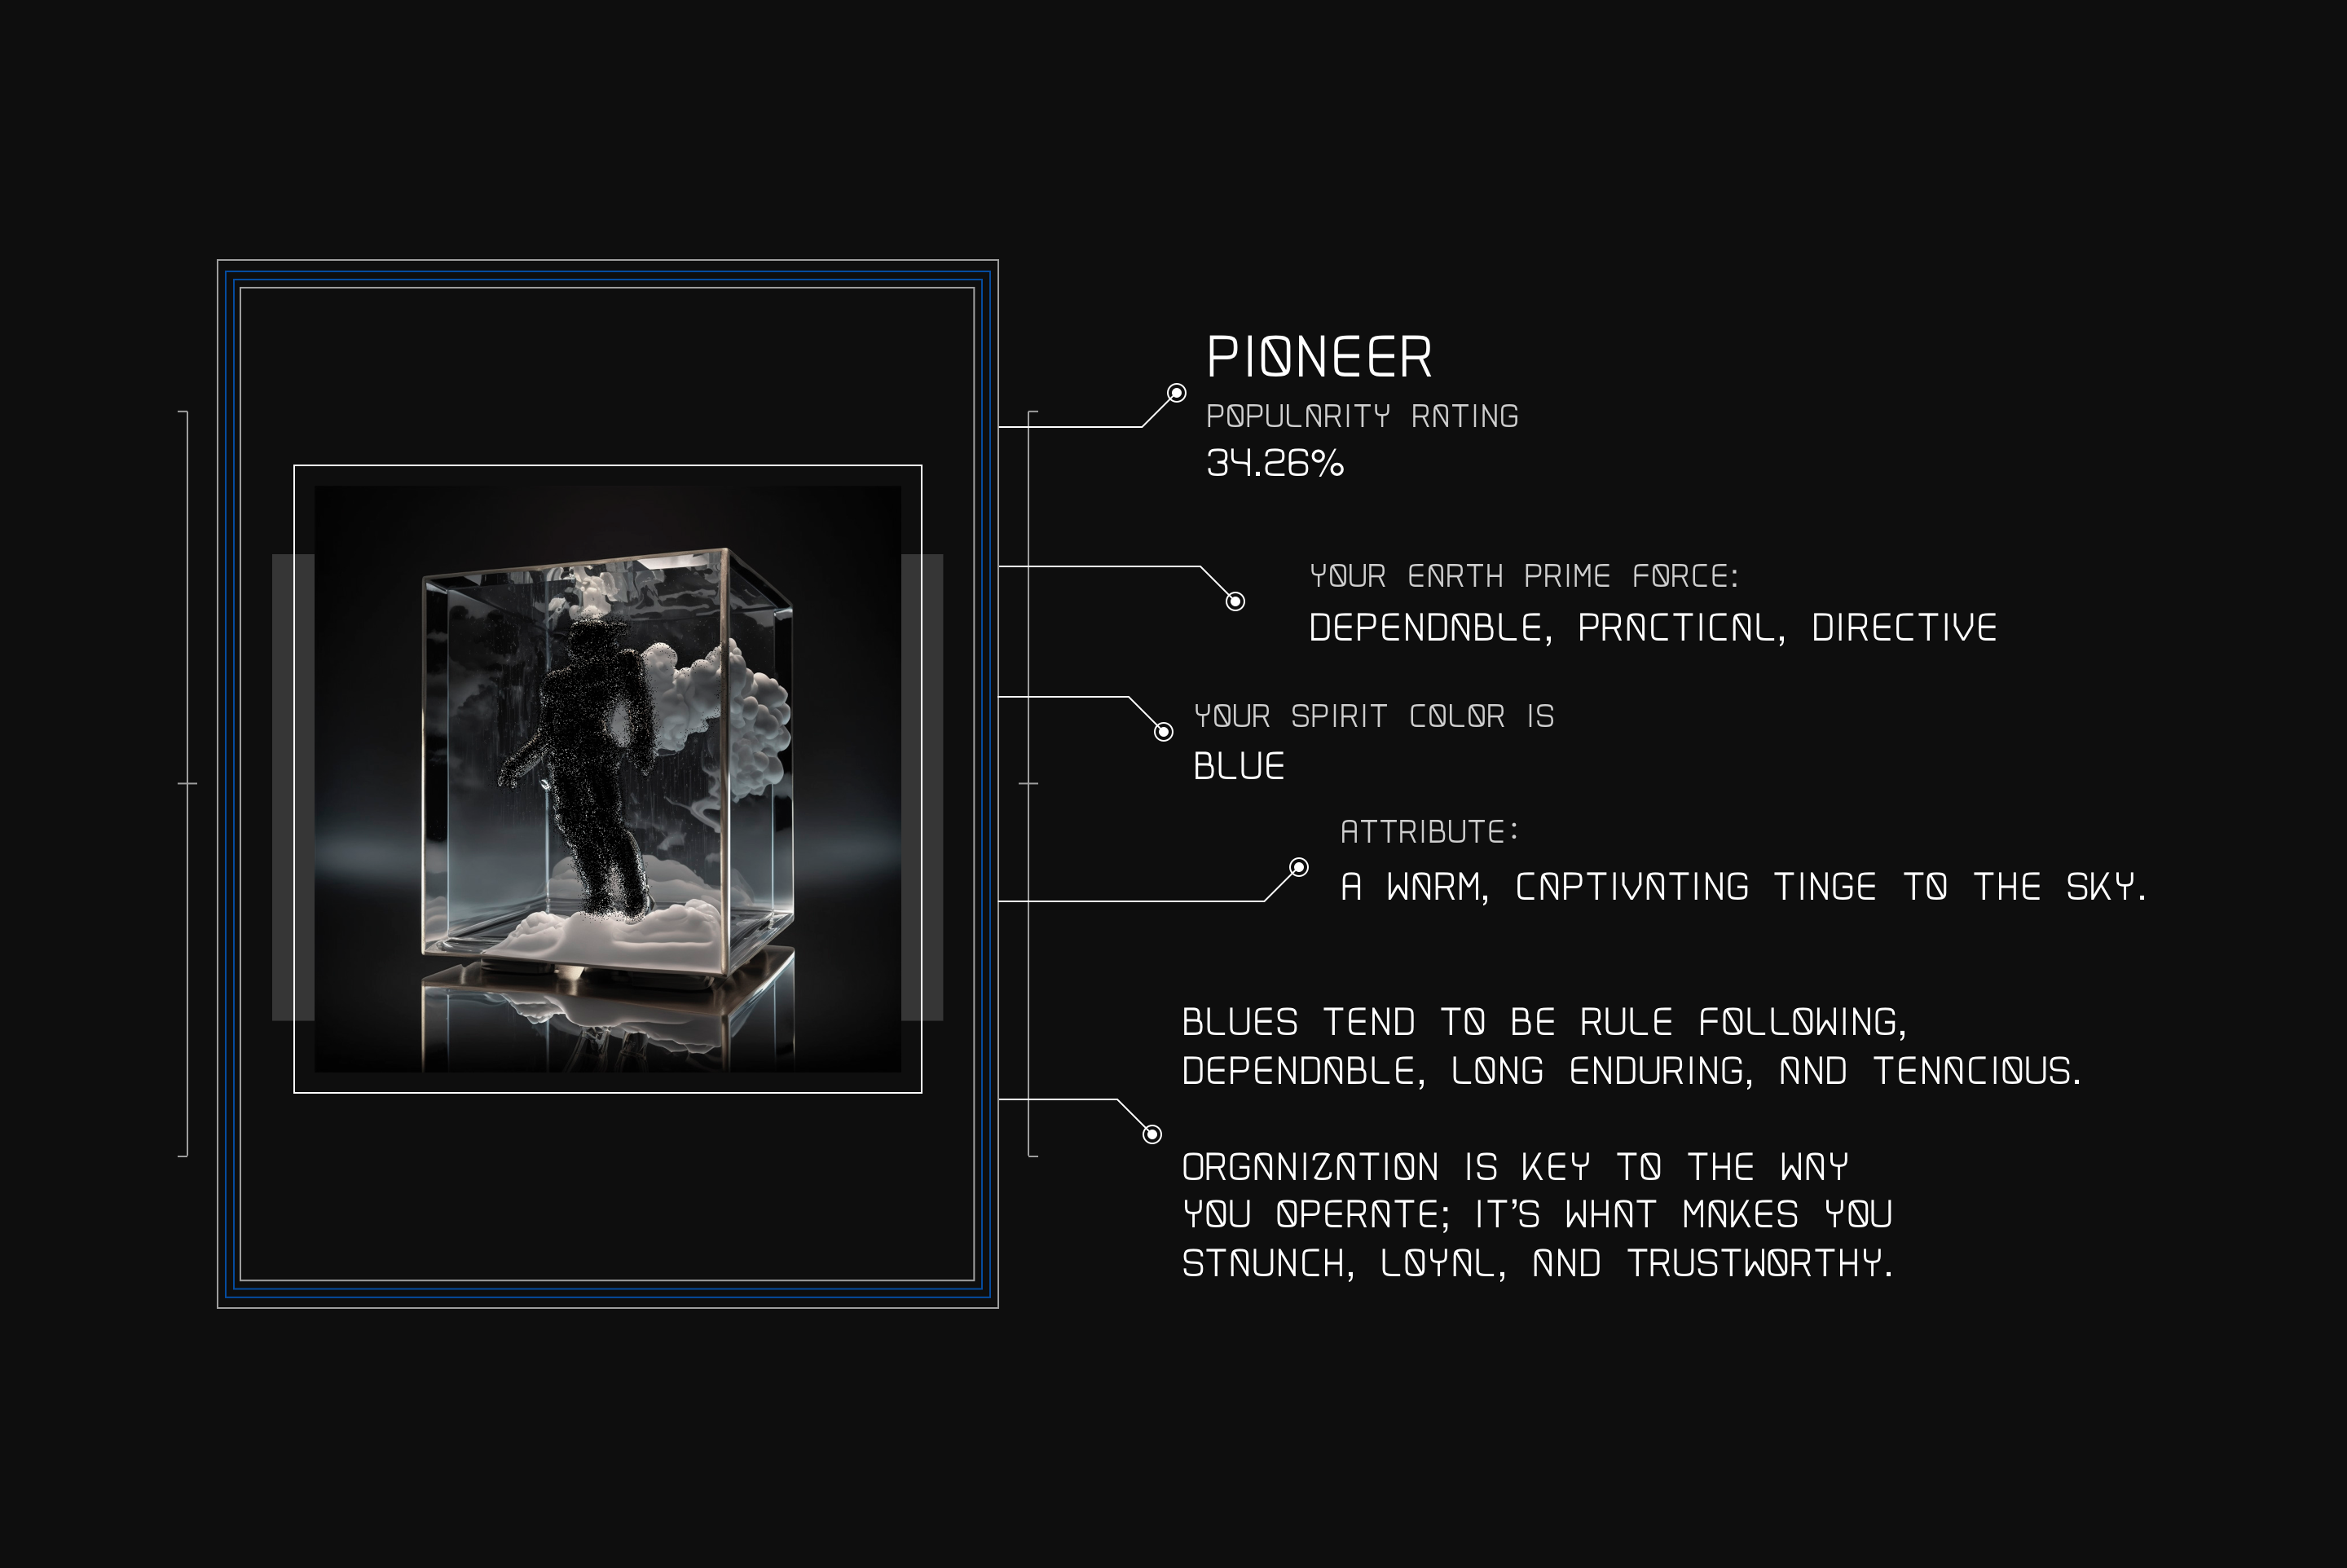 PIONEER
POPULARITY RATING
34.26%
YOUR EARTH PRIME FORCE:
DEPENDABLE, PRACTICAL, DIRECTIVE
YOUR SPIRIT COLOR IS
BLUE
ATTRIBUTE:
A WARM, CAPTIVATING TINGE TO THE SKY.
BLUES TEND TO BE RULE FOLLOWING,
DEPENDABLE, LONG ENDURING, AND TENACIOUS.
ORGANIZATION IS KEY TO THE WAY
YOU OPERATE; IT’S WHAT MAKES YOU
STAUNCH, LOYAL, AND TRUSTWORTHY.